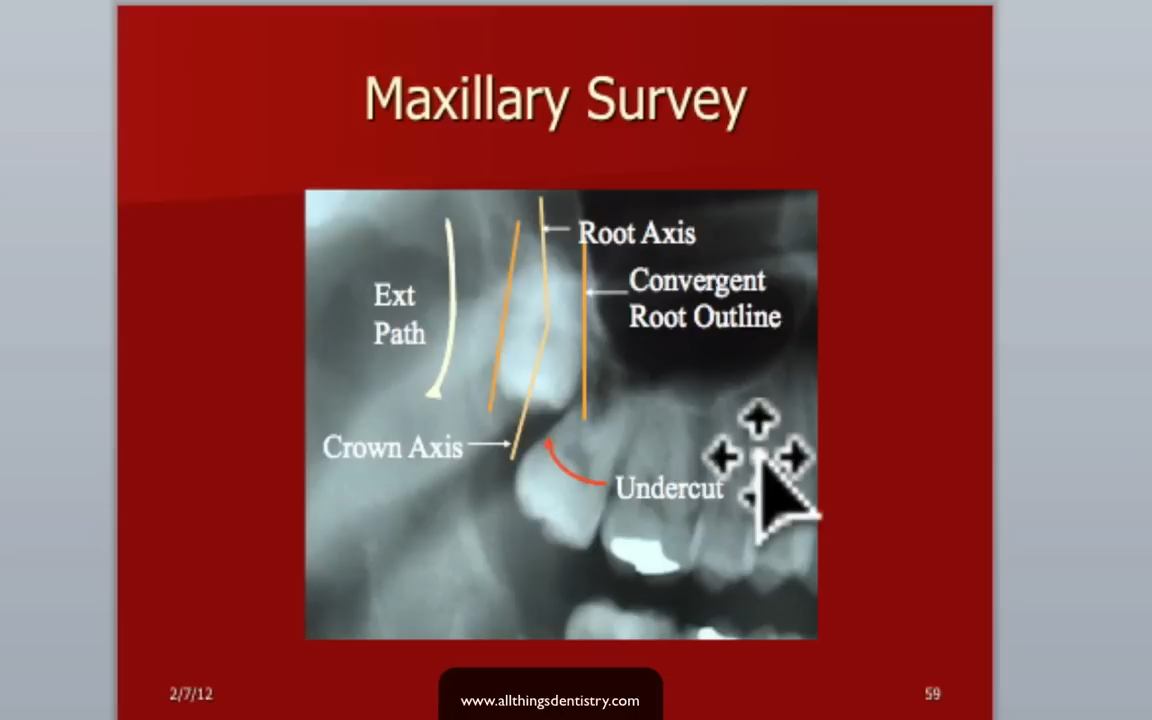 Maxillary Survey
Root Axis
Ext
Path
Convergent
Root Outline
Crown Axis
Undercut
2/7/12
www.allthingsdentistry.com
59